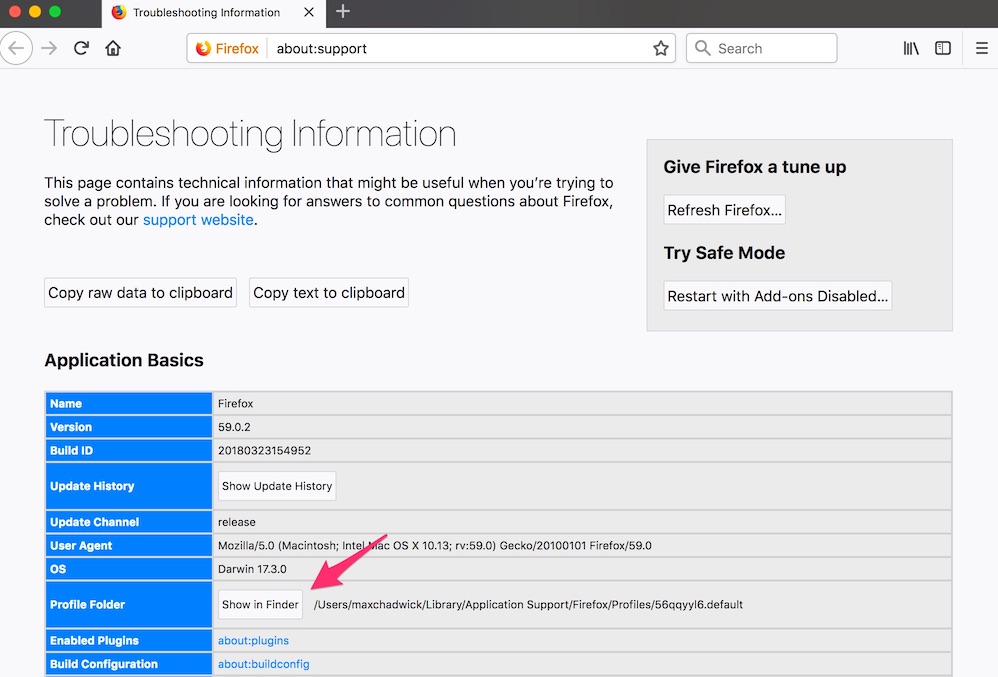 Troubleshooting Information
Firefox about:support
Search
Troubleshooting Information
This page contains technical information that might be useful when you’re trying to
solve a problem. If you are looking for answers to common questions about Firefox,
check out our support website.
Copy raw data to clipboard Copy text to clipboard
Give Firefox a tune up
Refresh Firefox...
Try Safe Mode
Restart with Add-ons Disabled...
Application Basics
Name Firefox
Version 59.0.2
Build ID 20180323154952
Update History Show Update History
Update Channel release
User Agent Mozilla/5.0 (Macintosh; Intel Mac OS X 10.13; rv:59.0) Gecko/20100101 Firefox/59.0
OS Darwin 17.3.0
Profile Folder Show in Finder /Users/maxchadwick/Library/Application Support/Firefox/Profiles/56qqyyl6.default
Enabled Plugins about:plugins
Build Configuration about:buildconfig